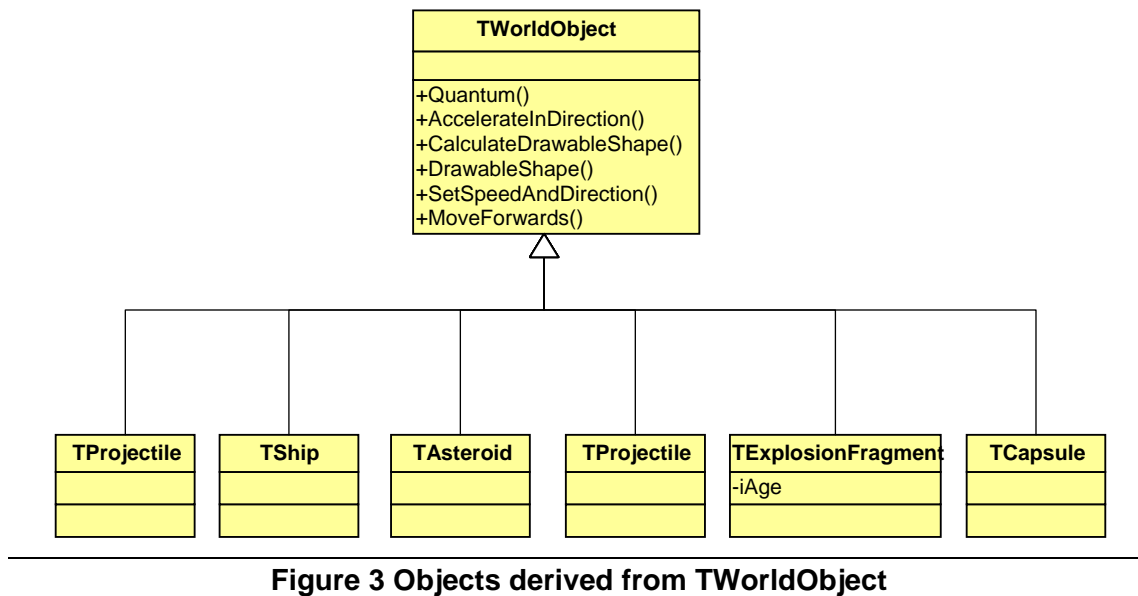 TWorldObject
+Quantum()
+AccelerateInDirection()
+CalculateDrawableShape()
+DrawableShape()
+SetSpeedAndDirection()
+MoveForwards()
TProjectile
TShip
TAsteroid
TProjectile
TExplosionFragment
-iAge
TCapsule
Figure 3 Objects derived from TWorldObject